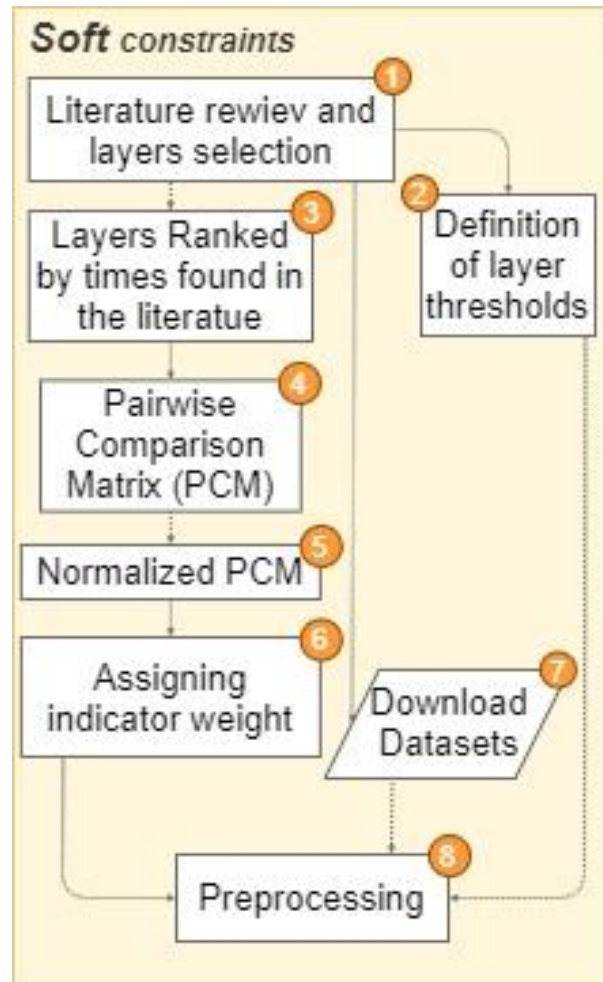 Soft constraints
1
Literature rewiev and
layers selection
2
Definition
of layer
thresholds
3
Layers Ranked
by times found in
the literatue
4
Pairwise
Comparison
Matrix (PCM)
5
Normalized PCM
6
Assigning
indicator weight
7
Download
Datasets
8
Preprocessing